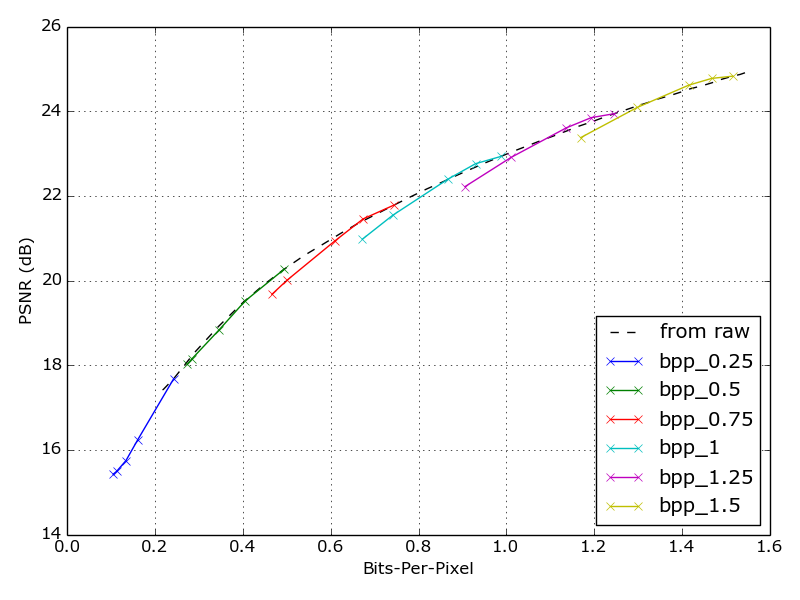 26
24
22
20
18
16
14
PSNR (dB)
from raw
bpp_0.25
bpp_0.5
bpp_0.75
bpp_1
bpp_1.25
bpp_1.5
0.0 0.2 0.4 0.6 0.8 1.0 1.2 1.4 1.6
Bits-Per-Pixel